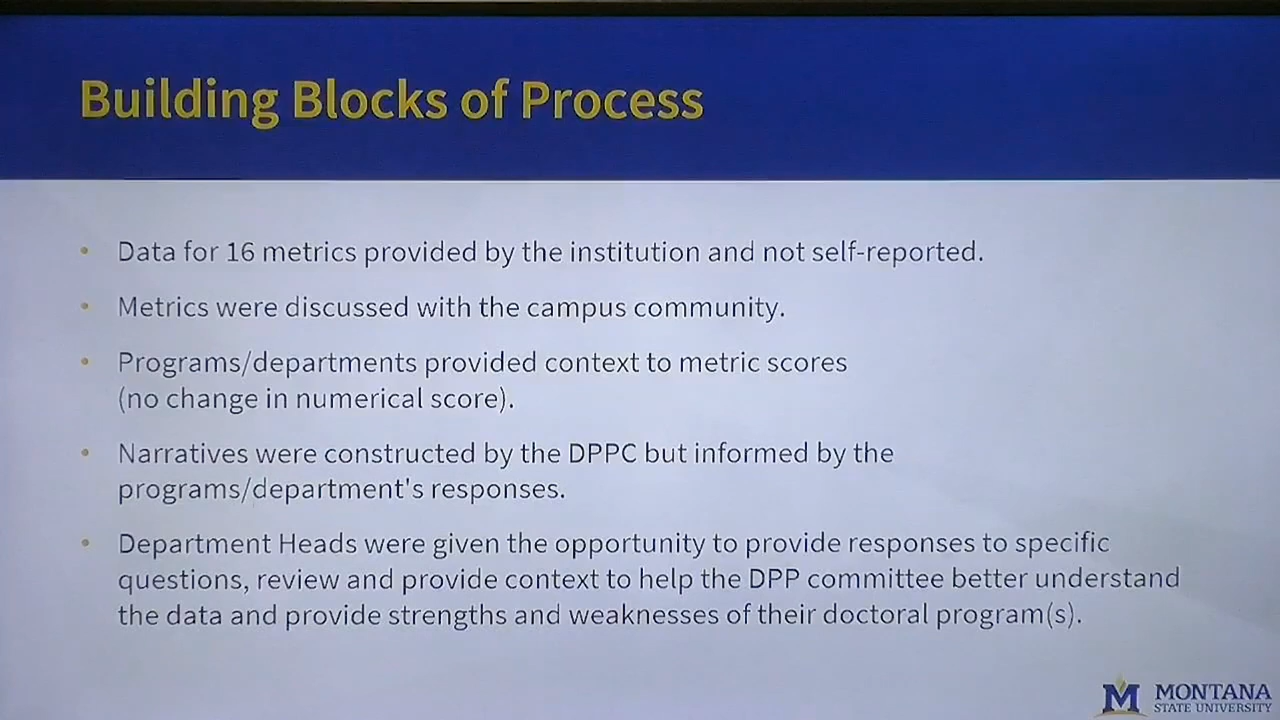 Building Blocks of Process
• Data for 16 metrics provided by the institution and not self-reported.
• Metrics were discussed with the campus community.
• Programs/departments provided context to metric scores
(no change in numerical score).
• Narratives were constructed by the DPPC but informed by the
programs/department's responses.
• Department Heads were given the opportunity to provide responses to specific
questions, review and provide context to help the DPP committee better understand
the data and provide strengths and weaknesses of their doctoral program(s).
M MONTANA
STATE UNIVERSITY